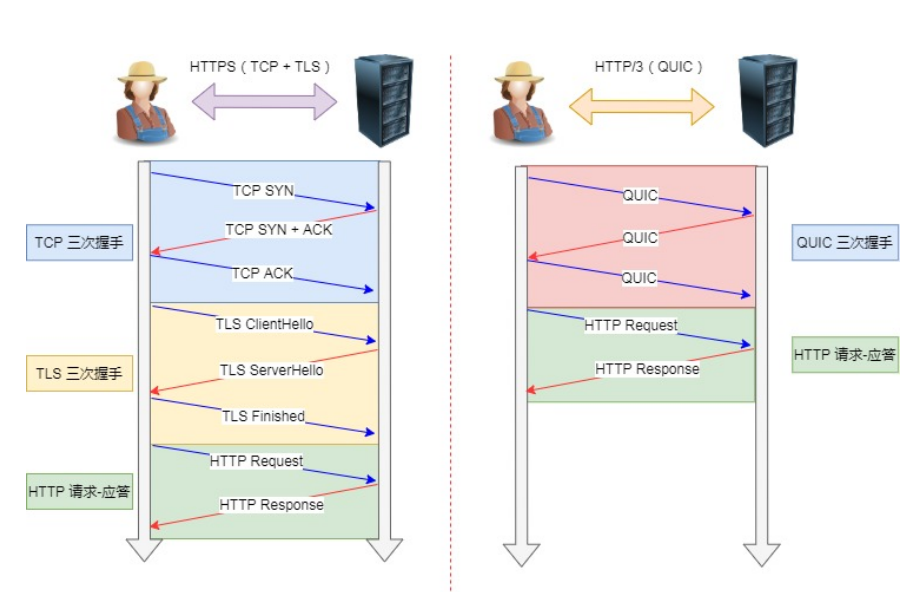 HTTPS（TCP + TLS）
TCP 三次握手
TCP SYN
TCP SYN + ACK
TCP ACK
TLS 三次握手
TLS ClientHello
TLS ServerHello
TLS Finished
HTTP 请求-应答
HTTP Request
HTTP Response
HTTP/3（QUIC）
QUIC
QUIC
QUIC
QUIC 三次握手
HTTP Request
HTTP Response
HTTP 请求-应答